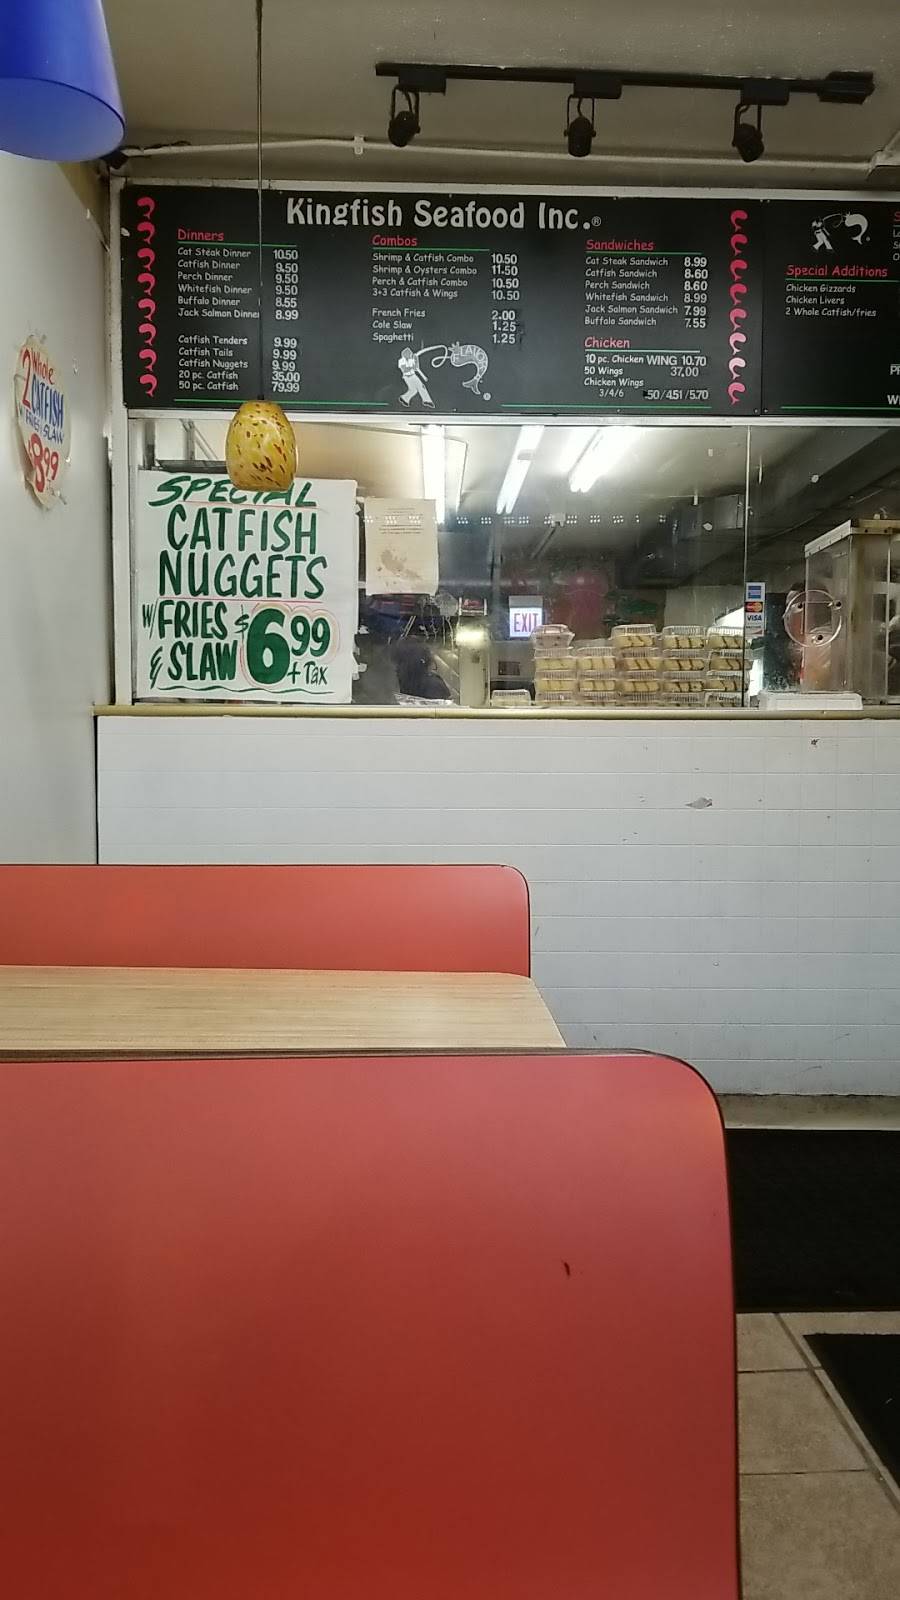 Kingfish Seafood Inc.®
Dinners
Cat Steak Dinner 10.50
Catfish Dinner 9.50
Perch Dinner 9.50
Whitefish Dinner 9.50
Buffalo Dinner 8.55
Jack Salmon Dinner 8.99
Catfish Tenders 9.99
Catfish Tails 9.99
Catfish Nuggets 9.99
20 pc. Catfish 35.00
50 pc. Catfish 79.99
Combos
Shrimp & Catfish Combo 10.50
Shrimp & Oysters Combo 11.50
Perch & Catfish Combo 10.50
3+3 Catfish & Wings 10.50
French Fries 2.00
Cole Slaw 1.25
Spaghetti 1.25
Sandwiches
Cat Steak Sandwich 8.99
Catfish Sandwich 8.60
Perch Sandwich 8.60
Whitefish Sandwich 8.99
Jack Salmon Sandwich 7.99
Buffalo Sandwich 7.55
Chicken
10 pc. Chicken WING 10.70
50 Wings 37.00
Chicken Wings
3/4/6 .50/4.51/5.70
Special Additions
Chicken Gizzards
Chicken Livers
2 Whole Catfish/fries
2 Whole
CATFISH
FRIES SLAW
8.99
SPECIAL
CATFISH
NUGGETS
W/ FRIES $6.99
& SLAW + Tax
EXIT
VISA